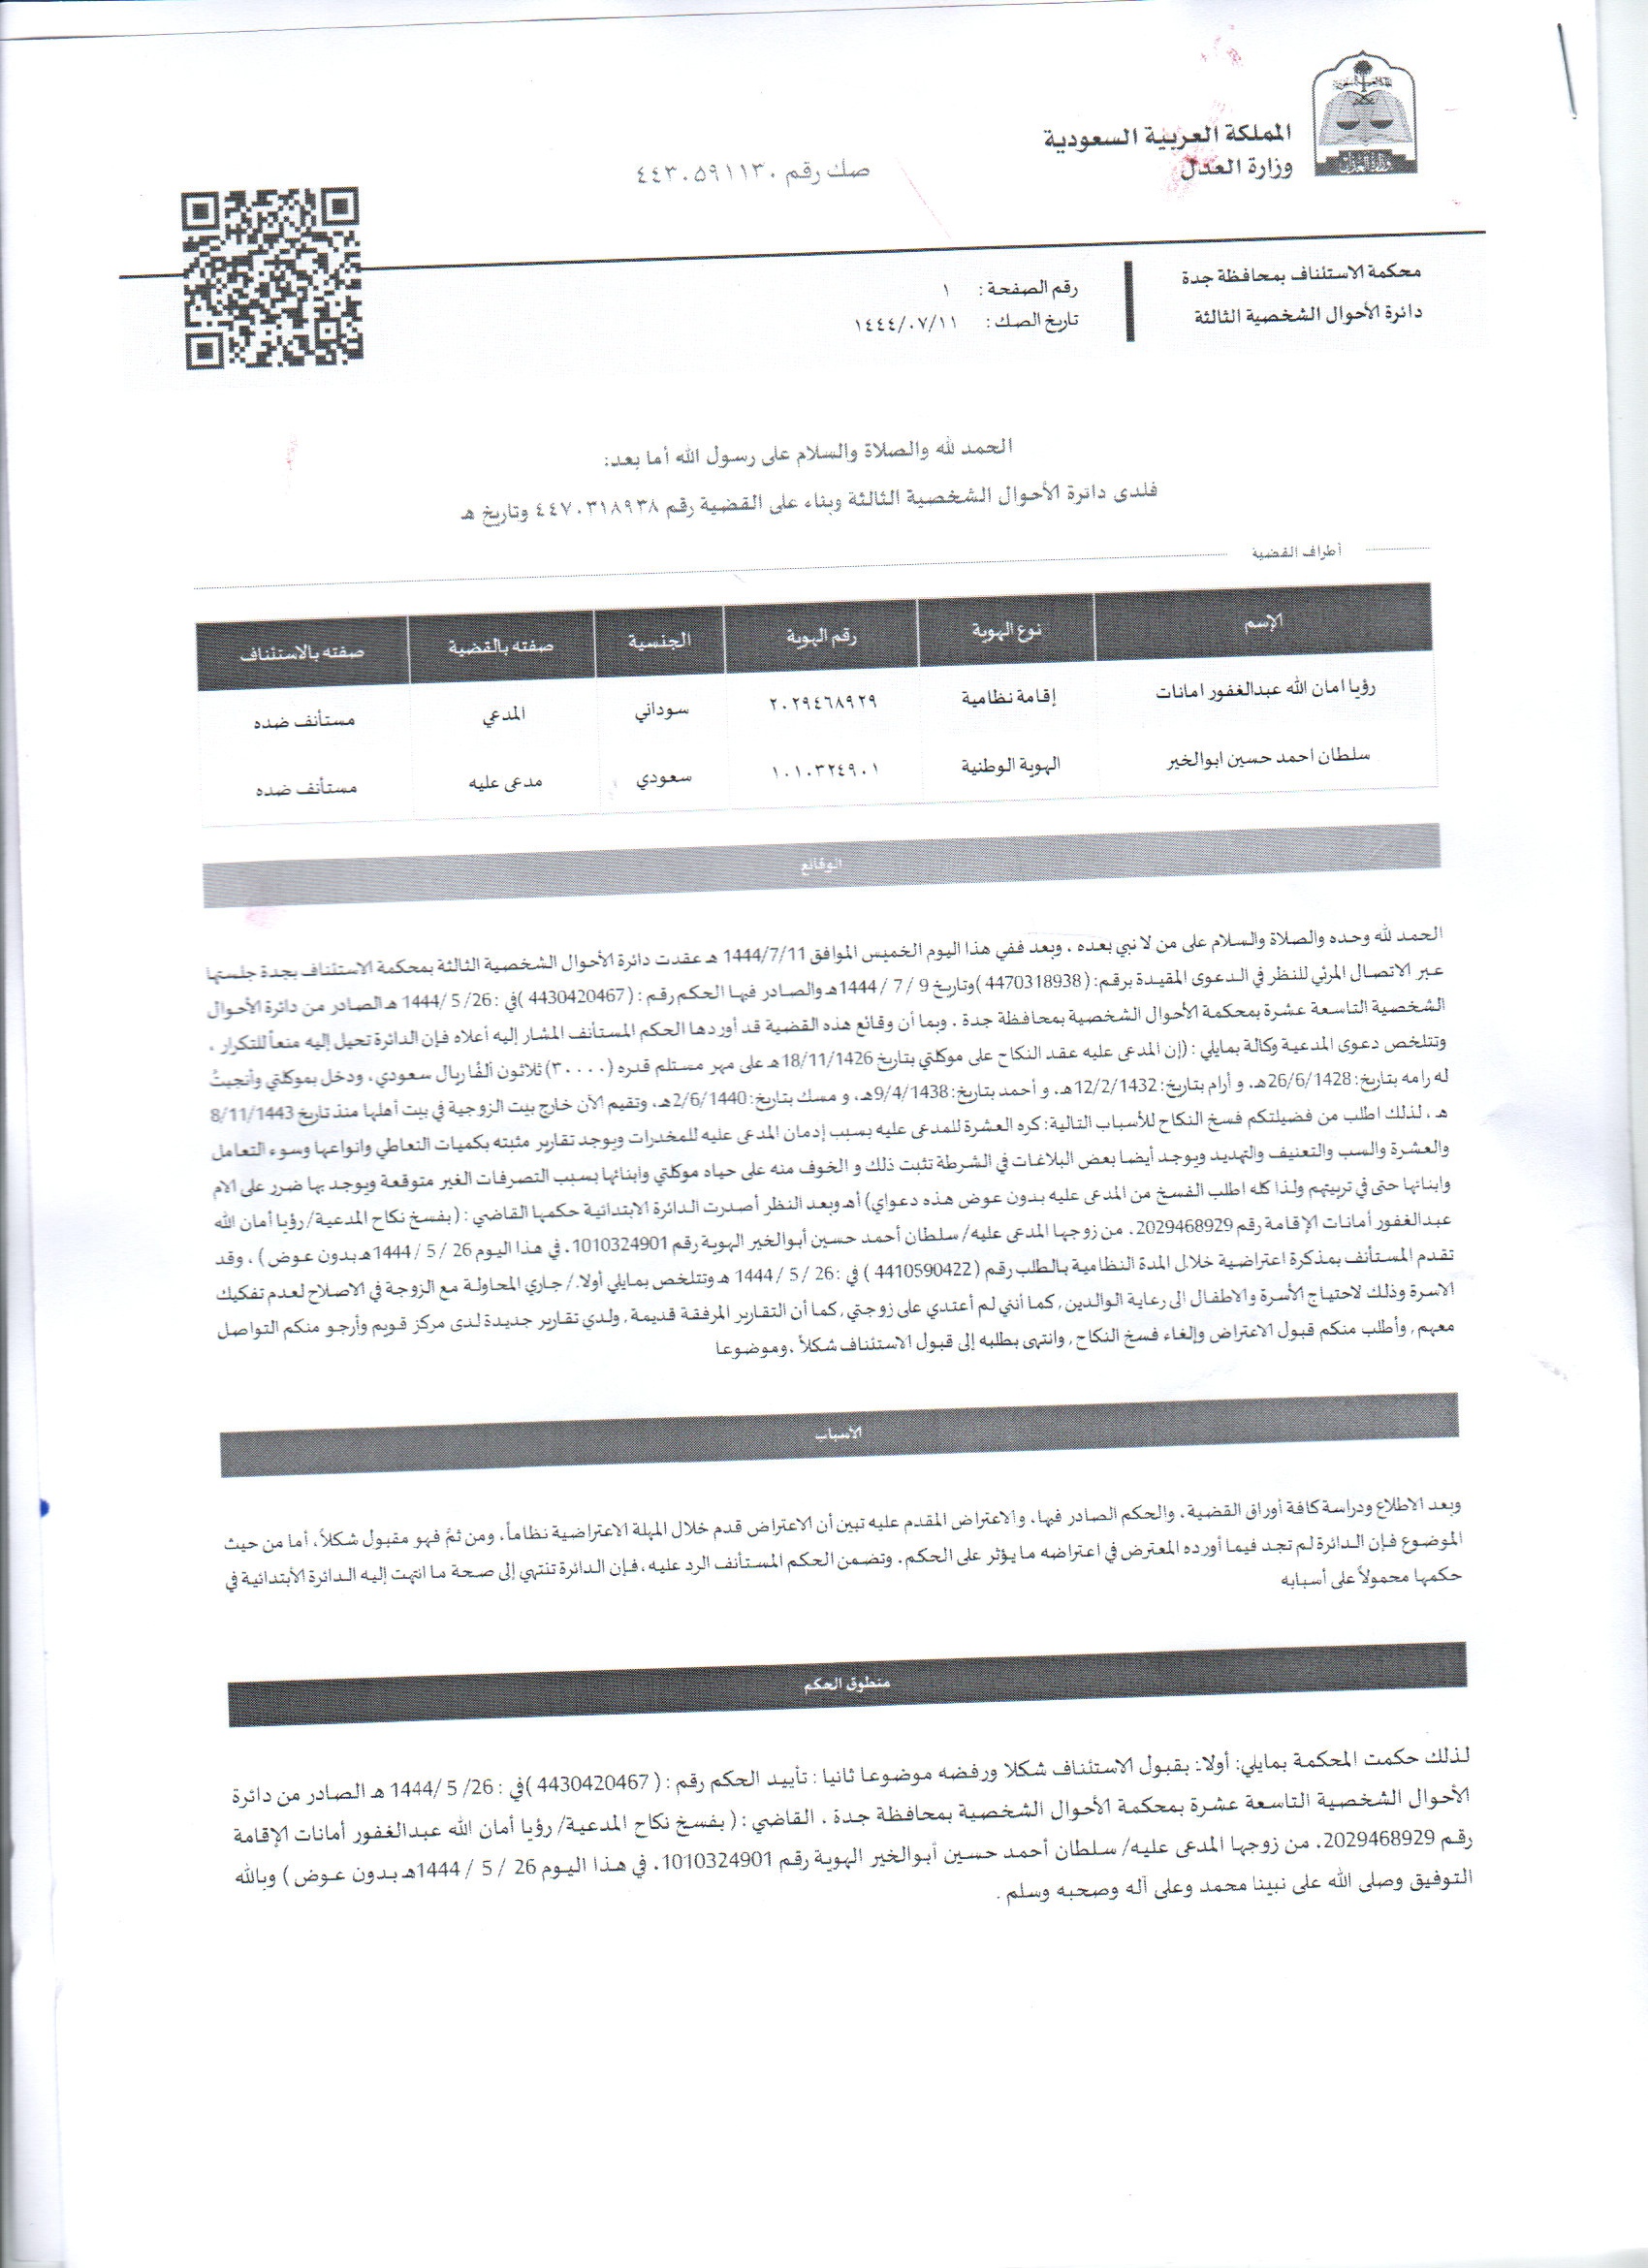 المملكة العربية السعودية
وزارة العدل
صك رقم ٤٤٣٠٥٩١١٣٠
محكمة الاستئناف بمحافظة جدة
دائرة الأحوال الشخصية الثالثة
رقم الصفحة : ١
تاريخ الصك : ١٤٤٤/٠٧/١١
الحمد لله والصلاة والسلام على رسول الله أما بعد:
فلدى دائرة الأحوال الشخصية الثالثة وبناء على القضية رقم ٤٤٧٠٣١٨٩٣٨ وتاريخ هـ
أطراف القضية
الإسم نوع الهوية رقم الهوية الجنسية صفته بالقضية صفته بالاستئناف
رؤيا امان الله عبدالغفور امانات إقامة نظامية ٢٠٢٩٤٦٨٩٢٩ سوداني المدعي مستأنف ضده
سلطان احمد حسين ابوالخير الهوية الوطنية ١٠١٠٣٢٤٩٠١ سعودي مدعى عليه مستأنف ضده
الوقائع
الحمد لله وحده والصلاة والسلام على من لا نبي بعده ، وبعد ففي هذا اليوم الخميس الموافق 1444/7/11 هـ عقدت دائرة الأحوال الشخصية الثالثة بمحكمة الاستئناف بجدة جلستها
عبر الاتصال المرئي للنظر في الدعوى المقيدة برقم: ( 4470318938 )وتاريخ 9 / 7 / 1444هـ والصادر فيها الحكم رقم : ( 4430420467 )في :26/ 5 /1444 هـ الصادر من دائرة الأحوال
الشخصية التاسعة عشرة بمحكمة الأحوال الشخصية بمحافظة جدة . وبما أن وقائع هذه القضية قد أوردها الحكم المستأنف المشار إليه أعلاه فإن الدائرة تحيل إليه منعاً للتكرار ،
وتتلخص دعوى المدعية وكالة بمايلي : (إن المدعى عليه عقد النكاح على موكلتي بتاريخ 18/11/1426هـ على مهر مستلم قدره (٣٠٠٠٠) ثلاثون ألفًا ريال سعودي، ودخل بموكلتي وأنجبتُ
له رامه بتاريخ: 26/6/1428هـ، و أرام بتاريخ: 12/2/1432هـ، و أحمد بتاريخ: 9/4/1438هـ، و مسك بتاريخ: 2/6/1440هـ، وتقيم الآن خارج بيت الزوجية في بيت أهلها منذ تاريخ 8/11/1443
هـ ، لذلك اطلب من فضيلتكم فسخ النكاح للأسباب التالية: كره العشرة للمدعى عليه بسبب إدمان المدعى عليه للمخدرات ويوجد تقارير مثبته بكميات التعاطي وانواعها وسوء التعامل
والعشرة والسب والتعنيف والتهديد ويوجد أيضا بعض البلاغات في الشرطة تثبت ذلك و الخوف منه على حياه موكلتي وابنائها بسبب التصرفات الغير متوقعة ويوجد بها ضرر على الام
وابنائها حتى في تربيتهم ولذا كله اطلب الفسخ من المدعى عليه بدون عوض هذه دعواي) أهـ وبعد النظر أصدرت الدائرة الابتدائية حكمها القاضي : ( بفسخ نكاح المدعية/ رؤيا أمان الله
عبدالغفور أمانات الإقامة رقم 2029468929، من زوجها المدعى عليه/ سلطان أحمد حسين أبوالخير الهوية رقم 1010324901، في هذا اليوم 26 / 5 / 1444هـ بدون عوض ) ، وقد
تقدم المستأنف بمذكرة اعتراضية خلال المدة النظامية بالطلب رقم ( 4410590422 ) في :26 / 5 / 1444 هـ وتتلخص بمايلي أولا/ جاري المحاولة مع الزوجة في الاصلاح لعدم تفكيك
الاسرة وذلك لاحتياج الأسرة والاطفال الى رعاية الوالدين, كما أنني لم أعتدي على زوجتي, كما أن التقارير المرفقة قديمة, ولدي تقارير جديدة لدى مركز قويم وأرجو منكم التواصل
معهم, وأطلب منكم قبول الاعتراض وإلغاء فسخ النكاح, وانتهى بطلبه إلى قبول الاستئناف شكلاً ،وموضوعا
الأسباب
وبعد الاطلاع ودراسة كافة أوراق القضية، والحكم الصادر فيها، والاعتراض المقدم عليه تبين أن الاعتراض قدم خلال المهلة الاعتراضية نظاماً، ومن ثمَّ فهو مقبول شكلاً، أما من حيث
الموضوع فإن الدائرة لم تجد فيما أورده المعترض في اعتراضه ما يؤثر على الحكم، وتضمن الحكم المستأنف الرد عليه ، فإن الدائرة تنتهي إلى صحة ما انتهت إليه الدائرة الأبتدائية في
حكمها محمولاً على أسبابه
منطوق الحكم
لذلك حكمت المحكمة بمايلي: أولا:- بقبول الاستئناف شكلا ورفضه موضوعا ثانيا : تأييد الحكم رقم : ( 4430420467 )في :26/ 5 /1444 هـ الصادر من دائرة
الأحوال الشخصية التاسعة عشرة بمحكمة الأحوال الشخصية بمحافظة جدة ، القاضي : ( بفسخ نكاح المدعية/ رؤيا أمان الله عبدالغفور أمانات الإقامة
رقم 2029468929، من زوجها المدعى عليه/ سلطان أحمد حسين أبوالخير الهوية رقم 1010324901، في هذا اليوم 26 / 5 / 1444هـ بدون عوض ) وبالله
التوفيق وصلى الله على نبينا محمد وعلى آله وصحبه وسلم .